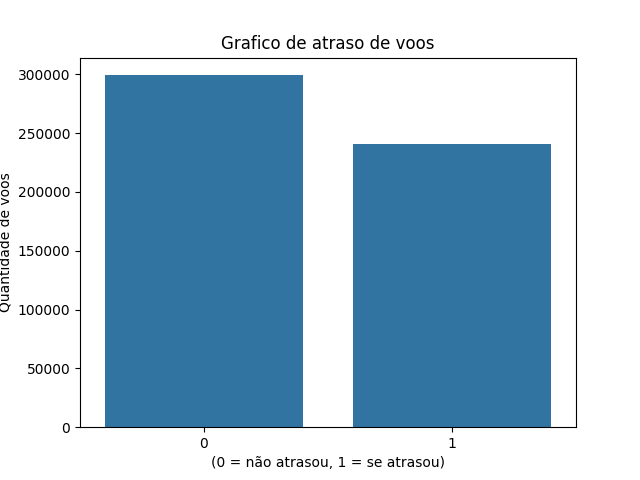 Grafico de atraso de voos
Quantidade de voos
300000
250000
200000
150000
100000
50000
0
0 1
(0 = não atrasou, 1 = se atrasou)